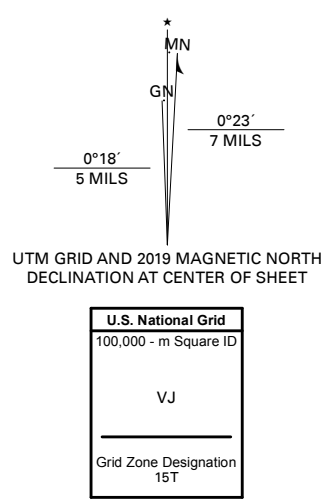 ★
MN
GN
0°23´
7 MILS
0°18´
5 MILS
UTM GRID AND 2019 MAGNETIC NORTH
DECLINATION AT CENTER OF SHEET
U.S. National Grid
100,000 - m Square ID
VJ
Grid Zone Designation
15T